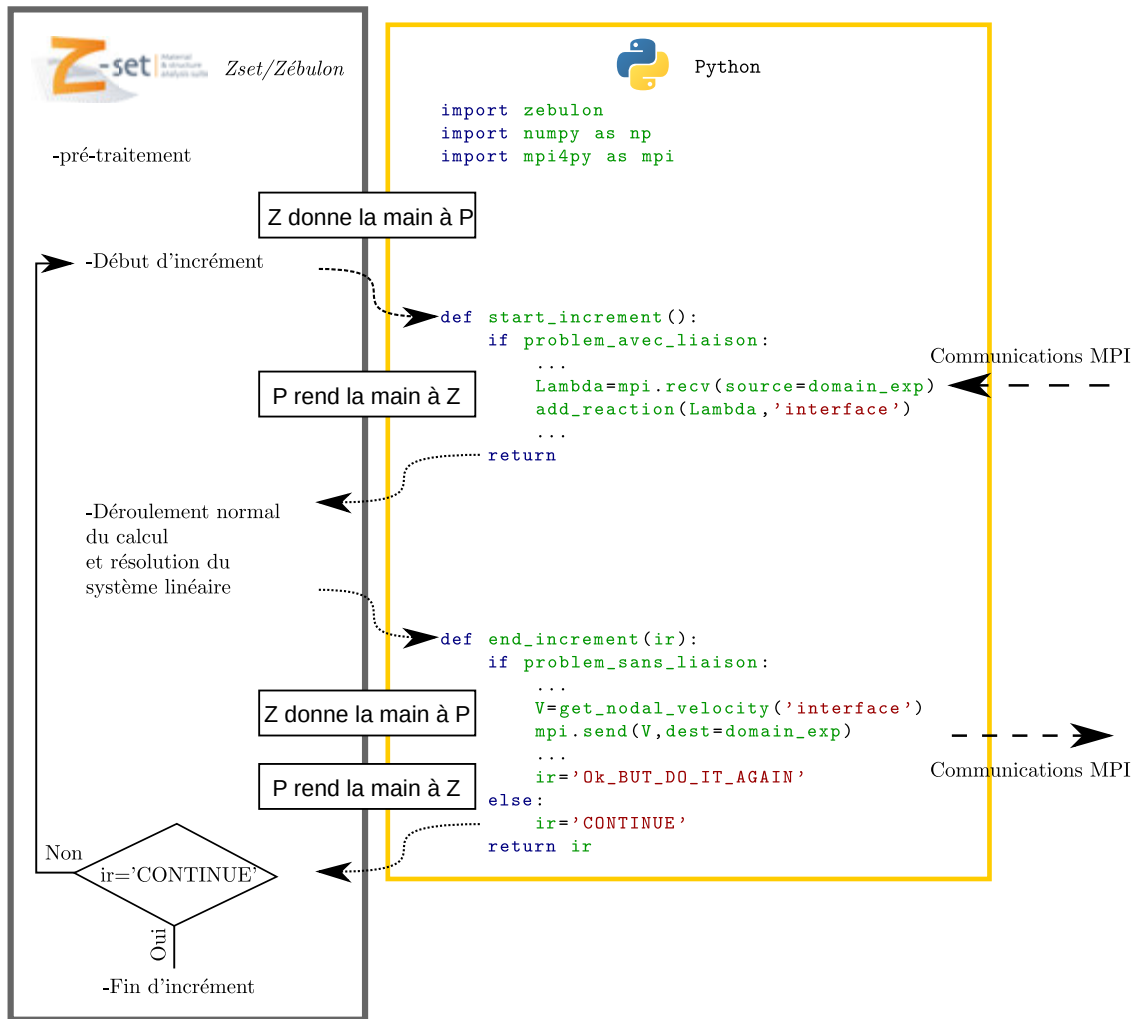 Z-set
Material
& structure
analysis suite
Zset/Zébulon
-pré-traitement
Python
import zebulon
import numpy as np
import mpi4py as mpi
Z donne la main à P
-Début d'incrément
def start_increment():
if problem_avec_liaison:
...
Lambda=mpi.recv(source=domain_exp)
add_reaction(Lambda,'interface')
...
return
Communications MPI
P rend la main à Z
-Déroulement normal
du calcul
et résolution du
système linéaire
def end_increment(ir):
if problem_sans_liaison:
...
V=get_nodal_velocity('interface')
mpi.send(V,dest=domain_exp)
...
ir='Ok_BUT_DO_IT_AGAIN'
else:
ir='CONTINUE'
return ir
Communications MPI
Z donne la main à P
P rend la main à Z
Non
ir='CONTINUE'
Oui
-Fin d'incrément